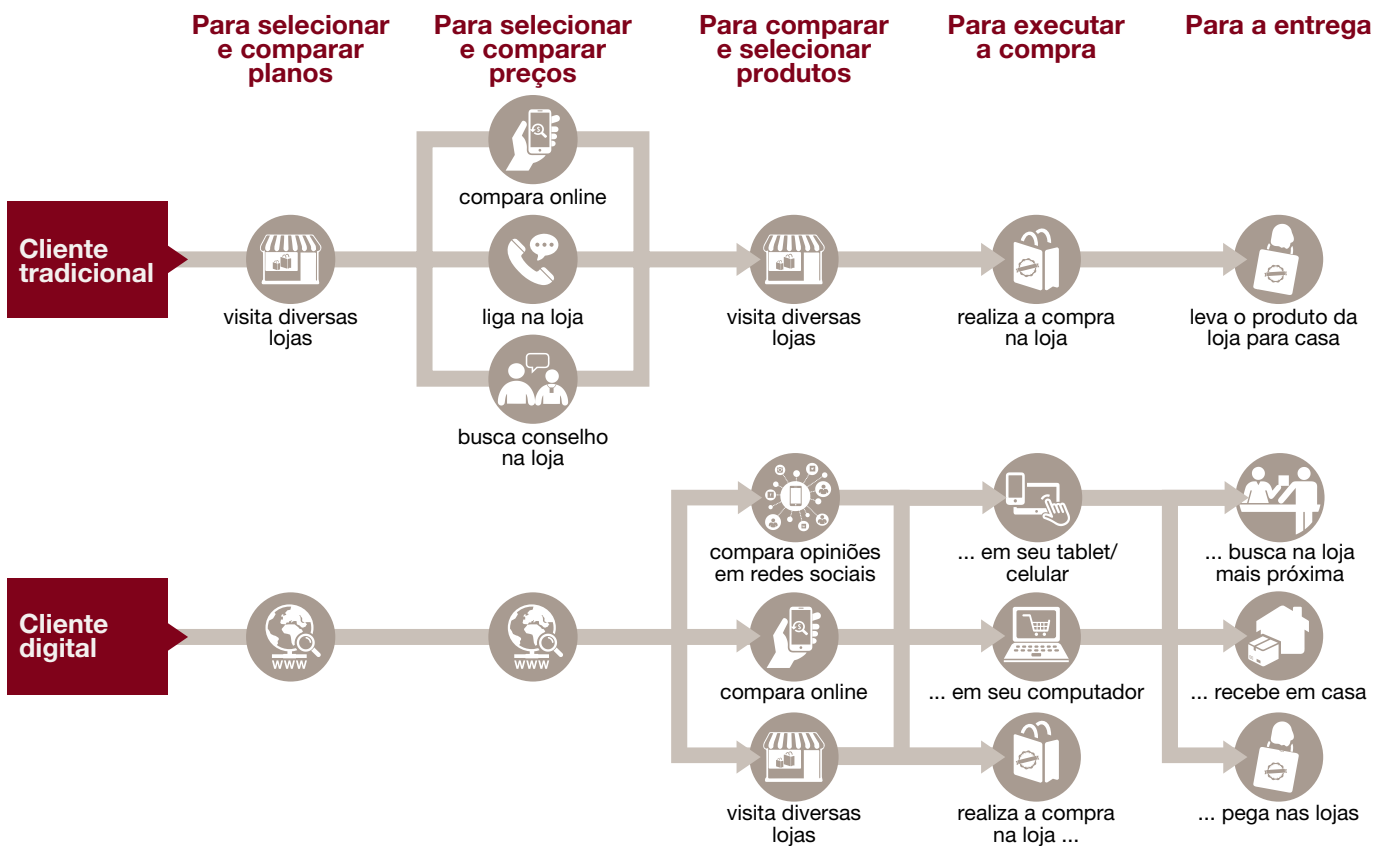 Para selecionar
e comparar
planos
Para selecionar
e comparar
preços
Para comparar
e selecionar
produtos
Para executar
a compra
Para a entrega
Cliente
tradicional
visita diversas
lojas
compara online
liga na loja
busca conselho
na loja
visita diversas
lojas
realiza a compra
na loja
leva o produto da
loja para casa
Cliente
digital
www
www
compara opiniões
em redes sociais
compara online
visita diversas
lojas
... em seu tablet/
celular
... em seu computador
realiza a compra
na loja ...
... busca na loja
mais próxima
... recebe em casa
... pega nas lojas